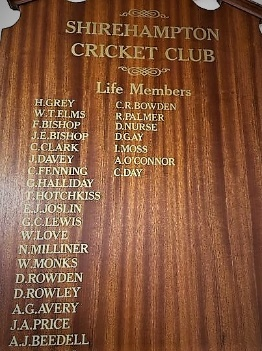 SHIREHAMPTON
CRICKET CLUB
Life Members
H.GREY
W.T.ELMS
F.BISHOP
J.E.BISHOP
C.CLARK
J.DAVEY
C.FENNING
G.HALLIDAY
T.HOTCHKISS
E.J.JOSLIN
G.C.LEWIS
W.LOVE
N.MILLINER
W.MONKS
D.ROWDEN
D.ROWLEY
A.G.AVERY
J.A.PRICE
A.J.BEEDELL
C.R.BOWDEN
R.PALMER
D.NURSE
D.GAY
I.MOSS
A.O'CONNOR
C.DAY